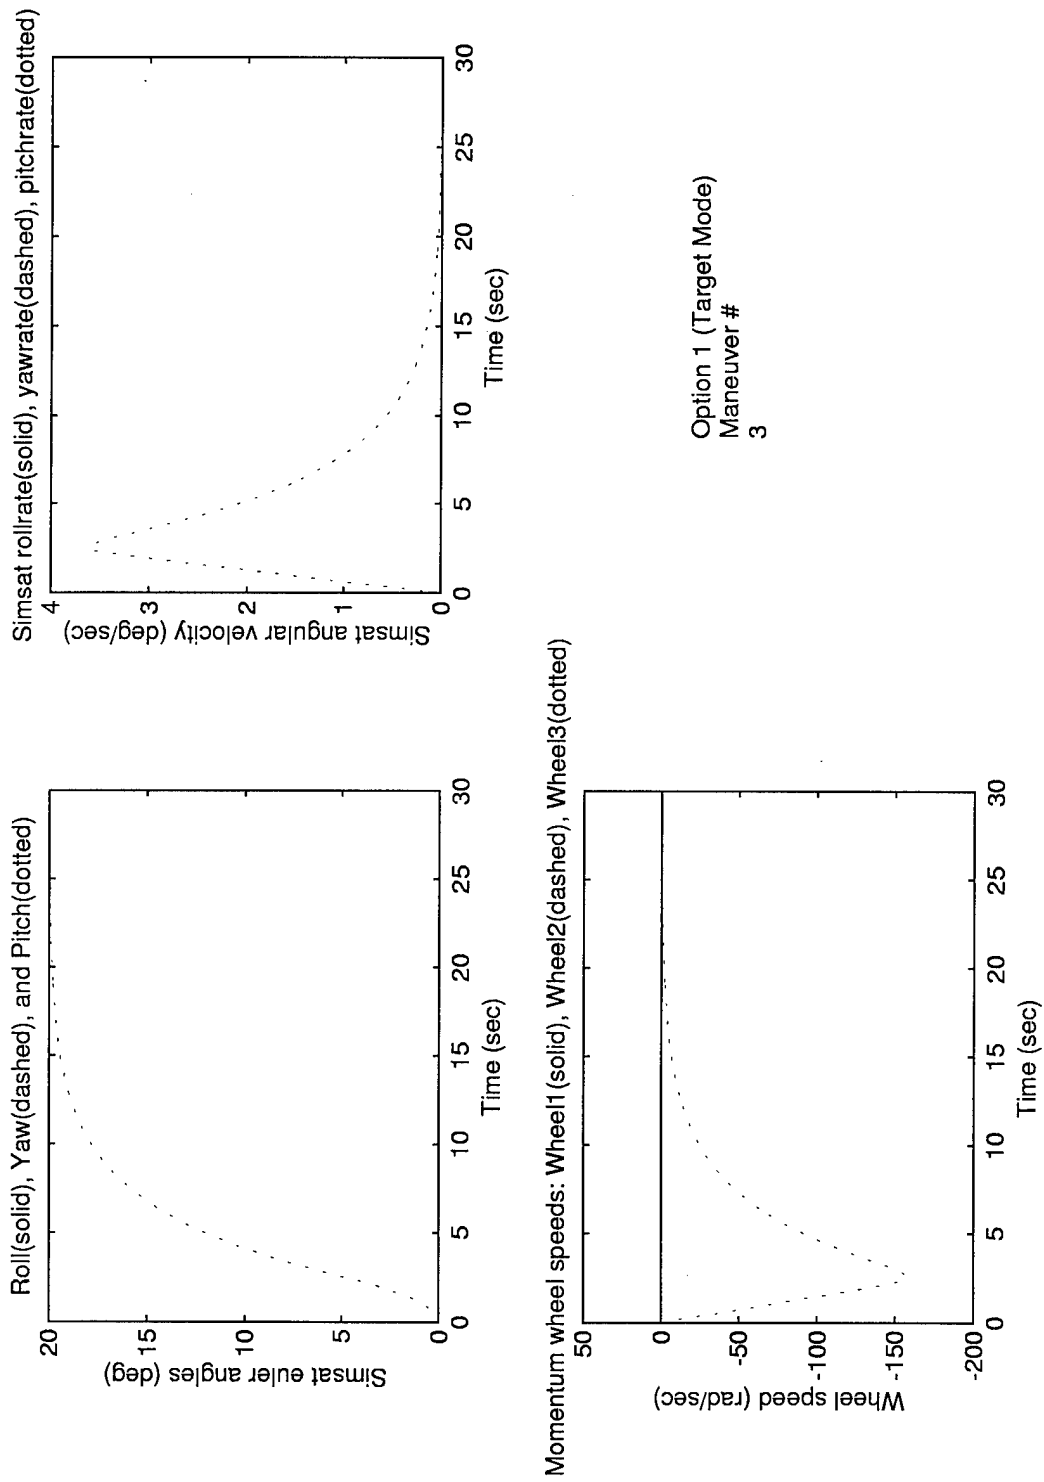 Roll(solid), Yaw(dashed), and Pitch(dotted)
Simsat euler angles (deg)
20
15
10
5
0
0 5 10 15 20 25 30
Time (sec)
Simsat rollrate(solid), yawrate(dashed), pitchrate(dotted)
Simsat angular velocity (deg/sec)
4
3
2
1
0
0 5 10 15 20 25 30
Time (sec)
Momentum wheel speeds: Wheel1(solid), Wheel2(dashed), Wheel3(dotted)
Wheel speed (rad/sec)
50
0
-50
-100
-150
-200
0 5 10 15 20 25 30
Time (sec)
Option 1 (Target Mode)
Maneuver #
3